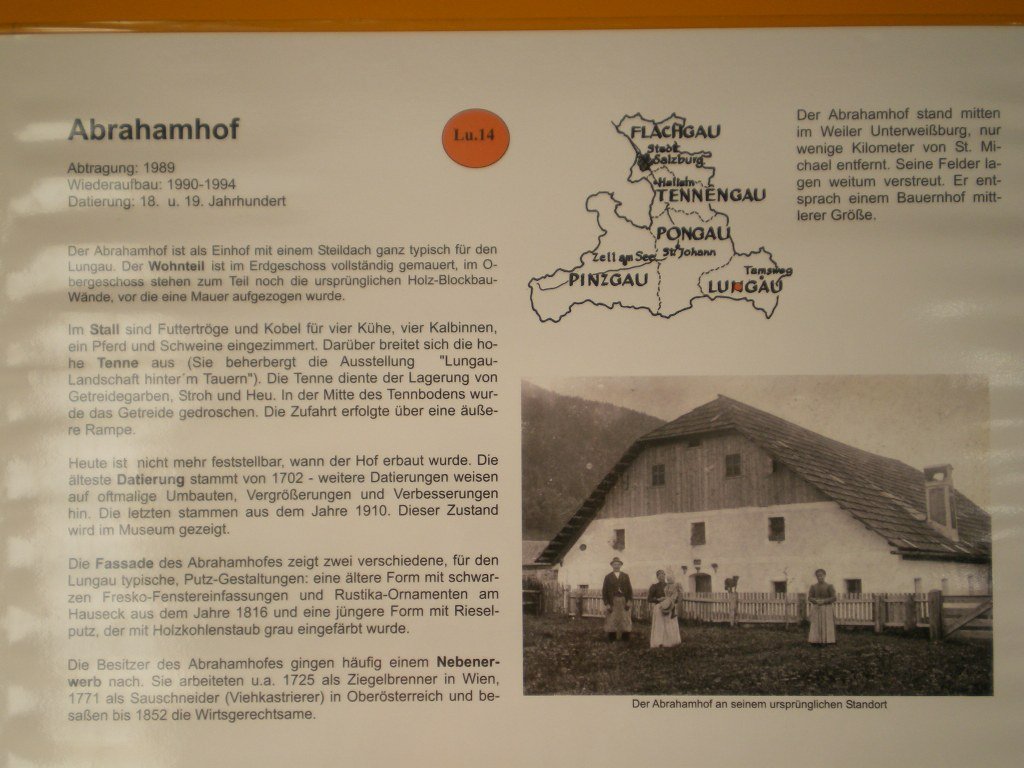 Abrahamhof
Abtragung: 1989
Wiederaufbau: 1990-1994
Datierung: 18. u. 19. Jahrhundert
Lu.14
Der Abrahamhof ist als Einhof mit einem Steildach ganz typisch für den
Lungau. Der Wohnteil ist im Erdgeschoss vollständig gemauert, im O-
bergeschoss stehen zum Teil noch die ursprünglichen Holz-Blockbau-
Wände, vor die eine Mauer aufgezogen wurde.
Im Stall sind Futtertröge und Kobel für vier Kühe, vier Kalbinnen,
ein Pferd und Schweine eingezimmert. Darüber breitet sich die ho-
he Tenne aus (Sie beherbergt die Ausstellung "Lungau-
Landschaft hinter´m Tauern"). Die Tenne diente der Lagerung von
Getreidegarben, Stroh und Heu. In der Mitte des Tennbodens wur-
de das Getreide gedroschen. Die Zufahrt erfolgte über eine äuße-
re Rampe.
Heute ist nicht mehr feststellbar, wann der Hof erbaut wurde. Die
älteste Datierung stammt von 1702 - weitere Datierungen weisen
auf oftmalige Umbauten, Vergrößerungen und Verbesserungen
hin. Die letzten stammen aus dem Jahre 1910. Dieser Zustand
wird im Museum gezeigt.
Die Fassade des Abrahamhofes zeigt zwei verschiedene, für den
Lungau typische, Putz-Gestaltungen: eine ältere Form mit schwar-
zen Fresko-Fenstereinfassungen und Rustika-Ornamenten am
Hauseck aus dem Jahre 1816 und eine jüngere Form mit Riesel-
putz, der mit Holzkohlenstaub grau eingefärbt wurde.
Die Besitzer des Abrahamhofes gingen häufig einem Nebener-
werb nach. Sie arbeiteten u.a. 1725 als Ziegelbrenner in Wien,
1771 als Sauschneider (Viehkastrierer) in Oberösterreich und be-
saßen bis 1852 die Wirtsgerechtsame.
FLACHGAU
Stadt
Salzburg
Hallein
TENNENGAU
PONGAU
St. Johann
Zell am See
PINZGAU
Tamsweg
LUNGAU
Der Abrahamhof stand mitten
im Weiler Unterweißburg, nur
wenige Kilometer von St. Mi-
chael entfernt. Seine Felder la-
gen weitum verstreut. Er ent-
sprach einem Bauernhof mitt-
lerer Größe.
Der Abrahamhof an seinem ursprünglichen Standort